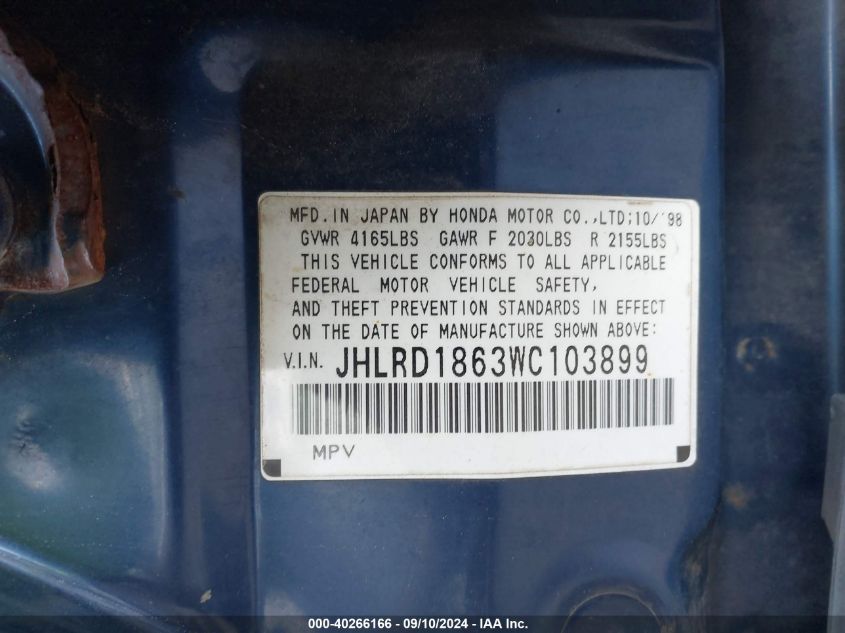 MFD. IN JAPAN BY HONDA MOTOR CO.,LTD;10/'98
GVWR 4165LBS GAWR F 2030LBS R 2155LBS
THIS VEHICLE CONFORMS TO ALL APPLICABLE
FEDERAL MOTOR VEHICLE SAFETY,
AND THEFT PREVENTION STANDARDS IN EFFECT
ON THE DATE OF MANUFACTURE SHOWN ABOVE:
V.I.N. JHLRD1863WC103899
MPV
000-40266166 - 09/10/2024 - IAA Inc.